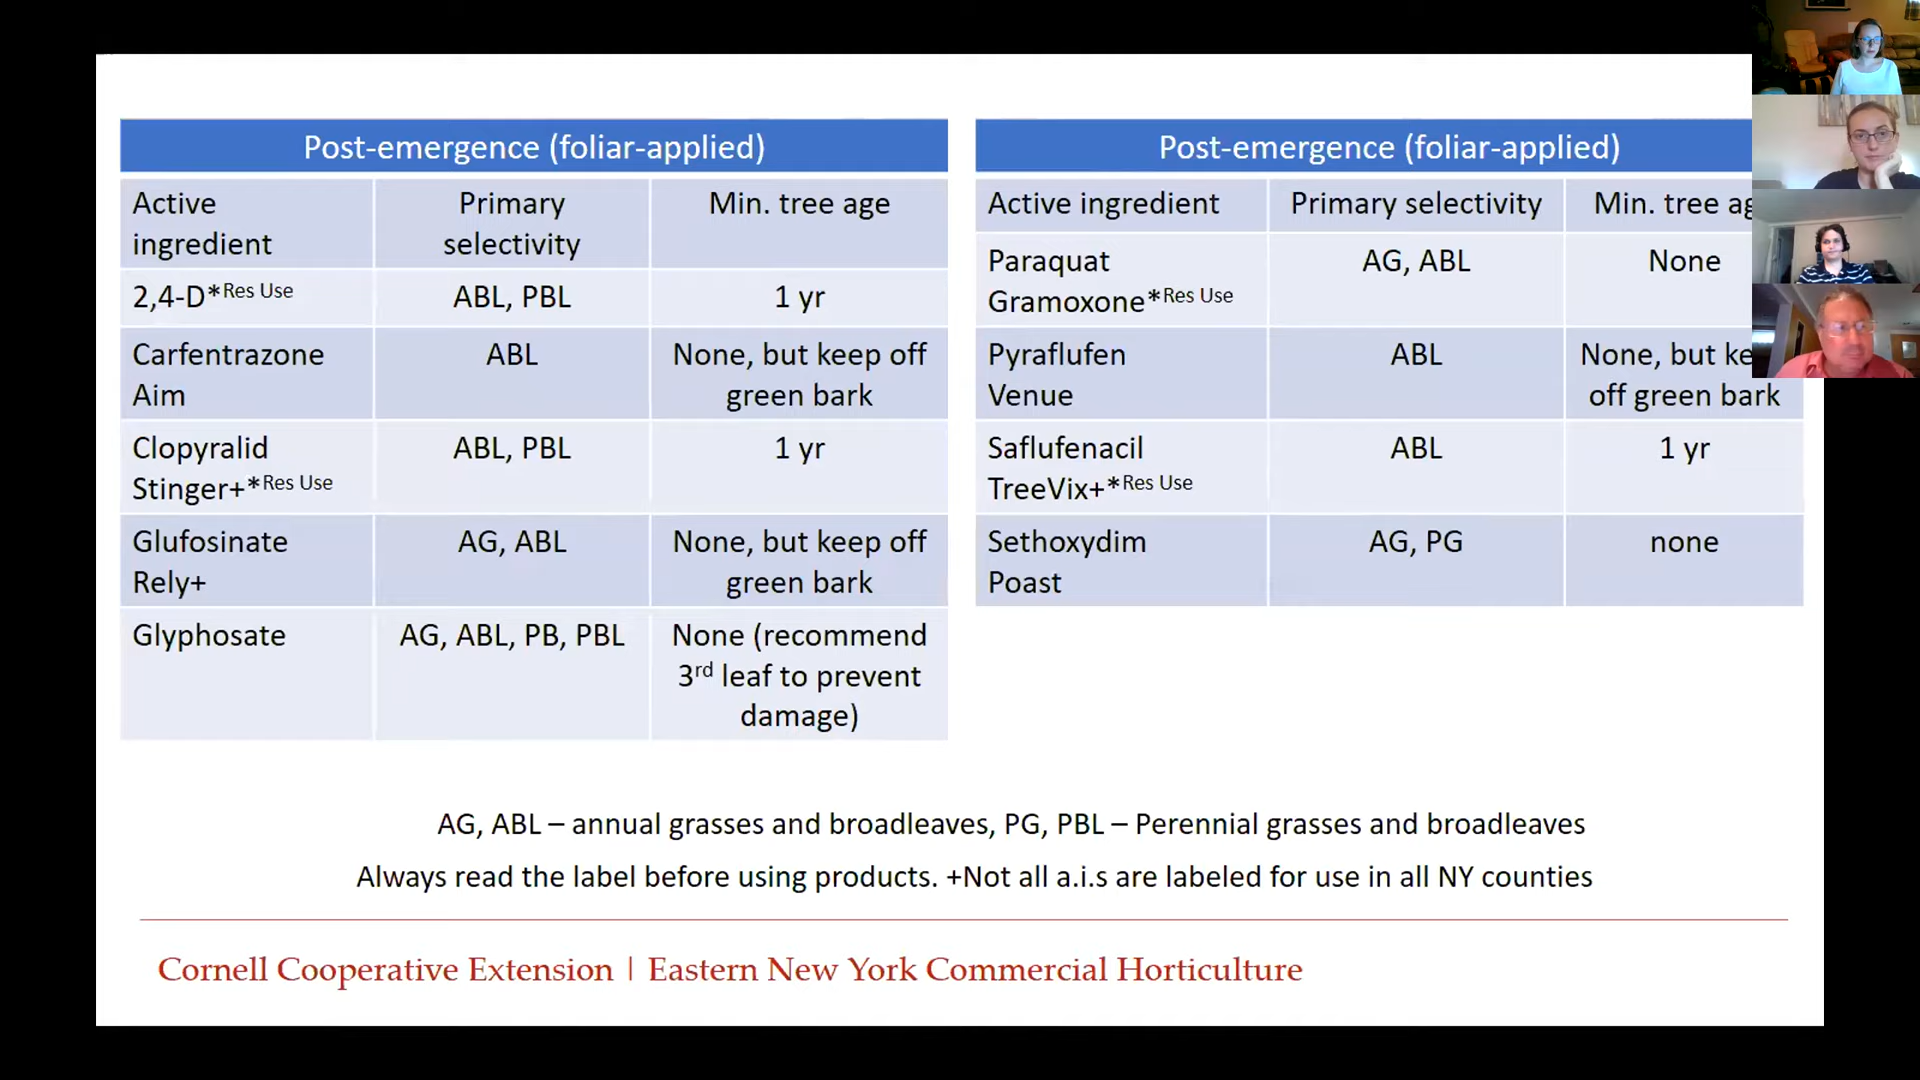 Post-emergence (foliar-applied)
Active ingredient
Primary selectivity
Min. tree age
2,4-D*Res Use
ABL, PBL
1 yr
Carfentrazone
Aim
ABL
None, but keep off
green bark
Clopyralid
Stinger+*Res Use
ABL, PBL
1 yr
Glufosinate
Rely+
AG, ABL
None, but keep off
green bark
Glyphosate
AG, ABL, PB, PBL
None (recommend
3rd leaf to prevent
damage)
Post-emergence (foliar-applied)
Active ingredient
Primary selectivity
Min. tree
Paraquat
Gramoxone*Res Use
AG, ABL
None
Pyraflufen
Venue
ABL
None, but
off green bark
Saflufenacil
TreeVix+*Res Use
ABL
1 yr
Sethoxydim
Poast
AG, PG
none
AG, ABL – annual grasses and broadleaves, PG, PBL – Perennial grasses and broadleaves
Always read the label before using products. +Not all a.i.s are labeled for use in all NY counties
Cornell Cooperative Extension | Eastern New York Commercial Horticulture